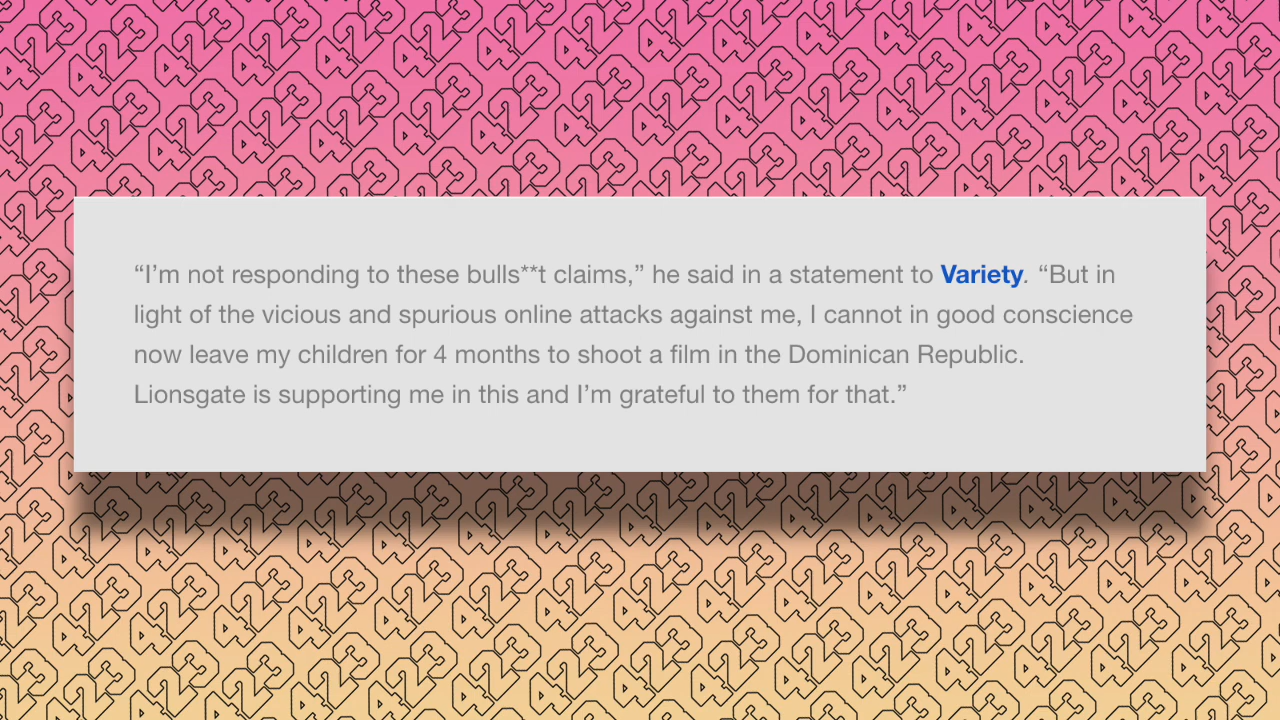 “I’m not responding to these bulls**t claims,” he said in a statement to Variety. “But in
light of the vicious and spurious online attacks against me, I cannot in good conscience
now leave my children for 4 months to shoot a film in the Dominican Republic.
Lionsgate is supporting me in this and I’m grateful to them for that.”
423